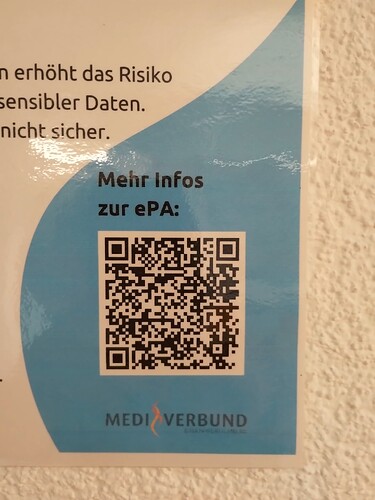 n erhöht das Risiko
sensibler Daten.
nicht sicher.
Mehr Infos
zur ePA:
MEDI VERBUND